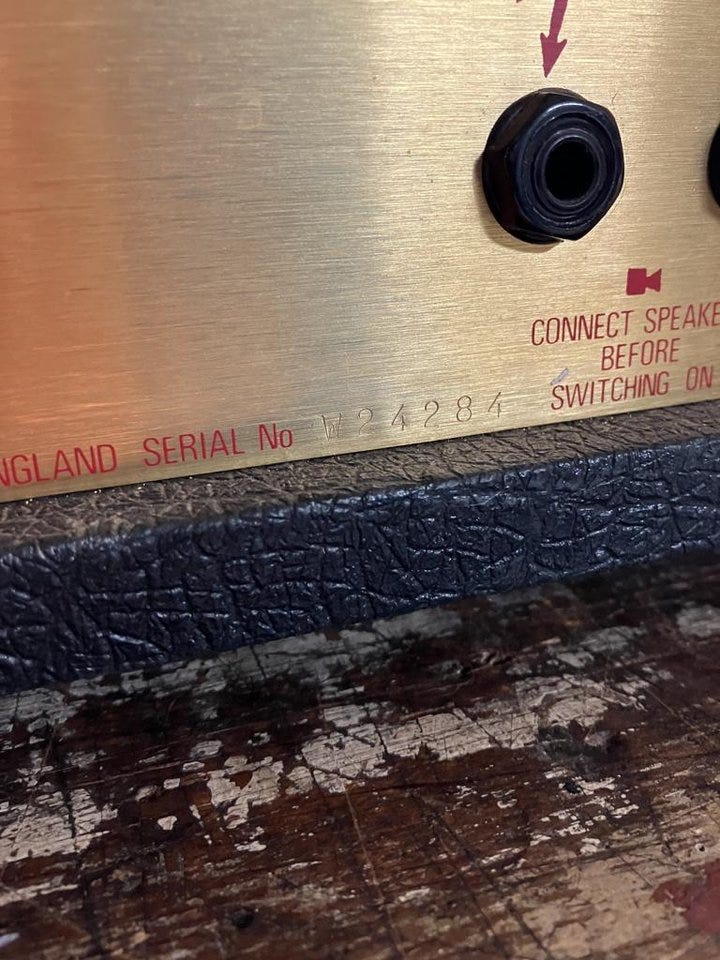 CONNECT SPEAKE
BEFORE
SWITCHING ON
NGLAND SERIAL No W24284